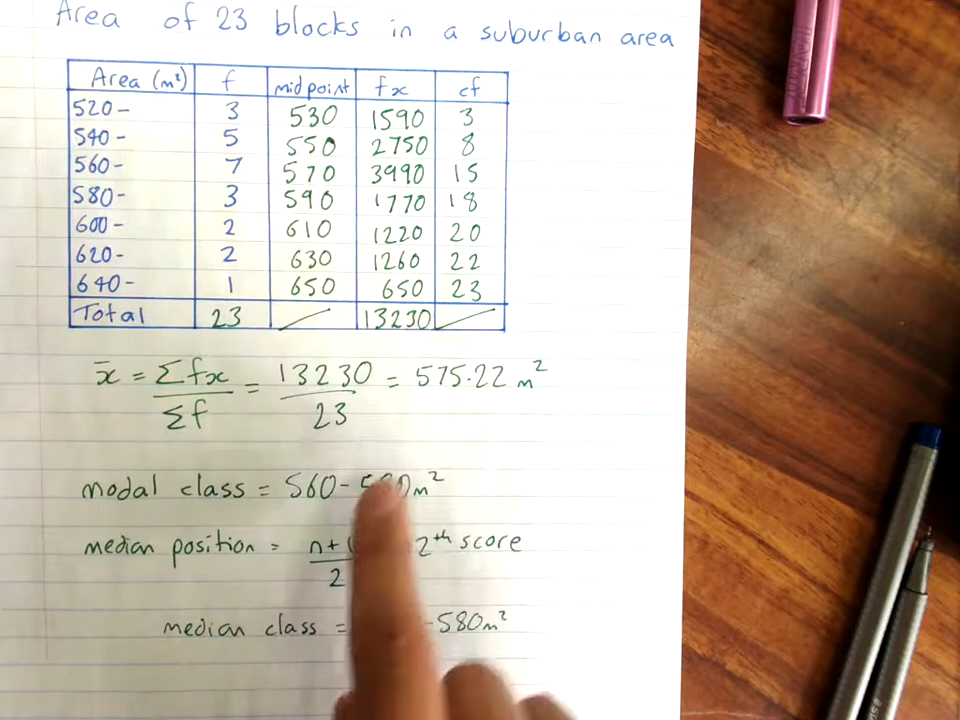 Area of 23 blocks in a suburban area
Area (m²) f midpoint fx cf
520- 3 530 1590 3
540- 5 550 2750 8
560- 7 570 3990 15
580- 3 590 1770 18
600- 2 610 1220 20
620- 2 630 1260 22
640- 1 650 650 23
Total 23 13230
x̄ = Σfx / Σf = 13230 / 23 = 575.22 m²
modal class = 560- m²
median position = n+ / 2 2th score
median class = -580m²